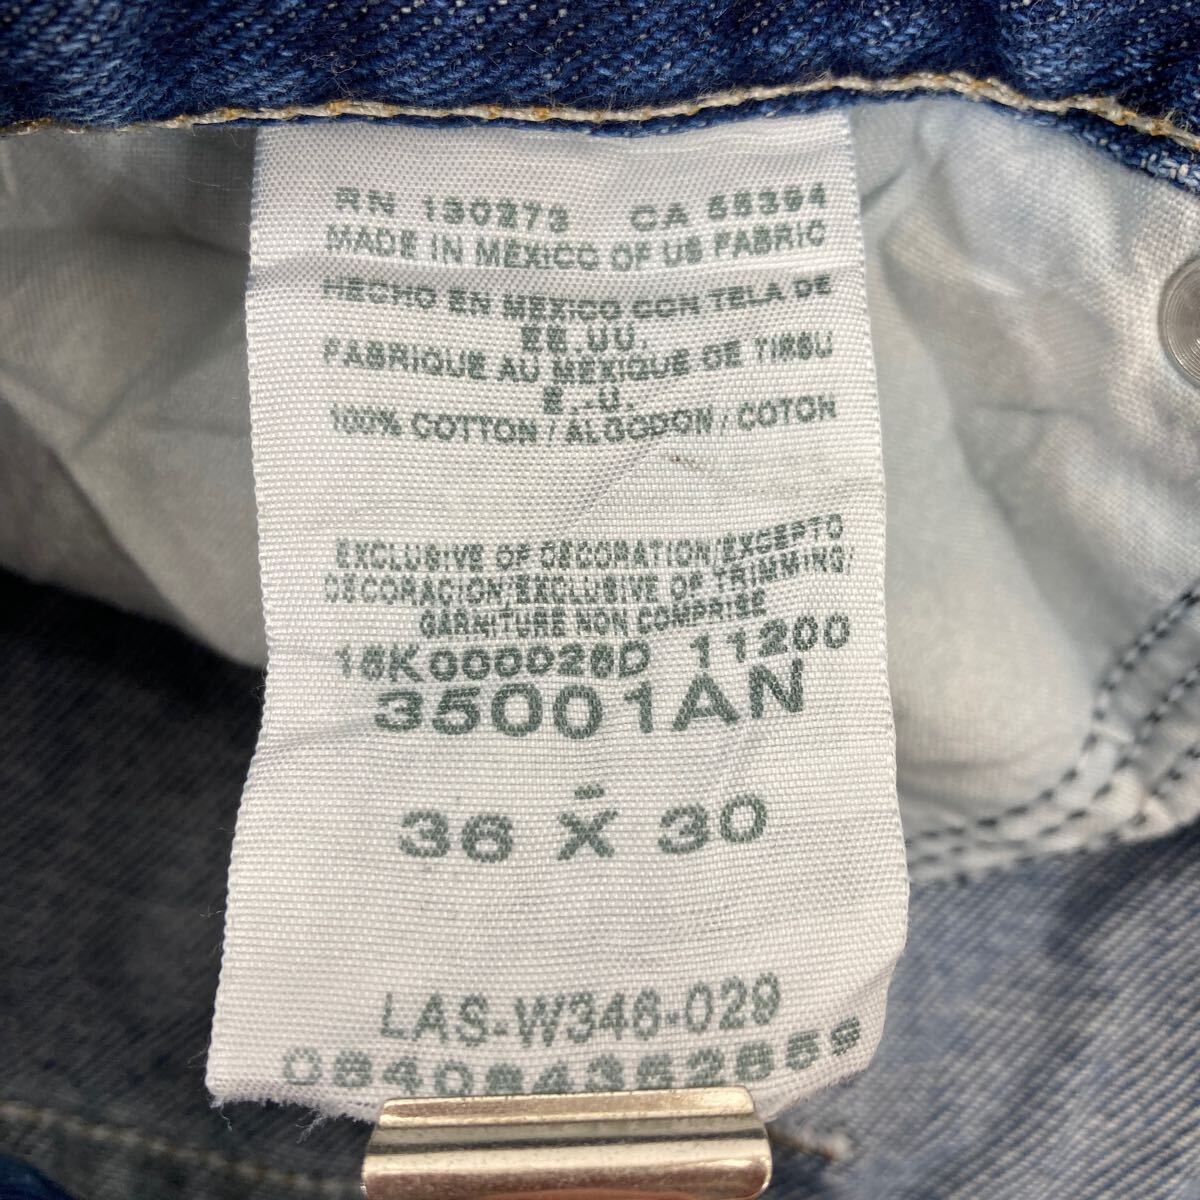 RN 130273 CA 55394
MADE IN MEXICO OF US FABRIC
HECHO EN MEXICO CON TELA DE
EE.UU.
FABRIQUE AU MEXIQUE DE TISSU
E.-U.
100% COTTON / ALGODON / COTON
EXCLUSIVE OF DECORATION/EXCEPTO
DECORACION/EXCLUSIVE OF TRIMMING/
GARNITURE NON COMPRISE
11200
35001AN
-
36 X 30
LAS-W346-029